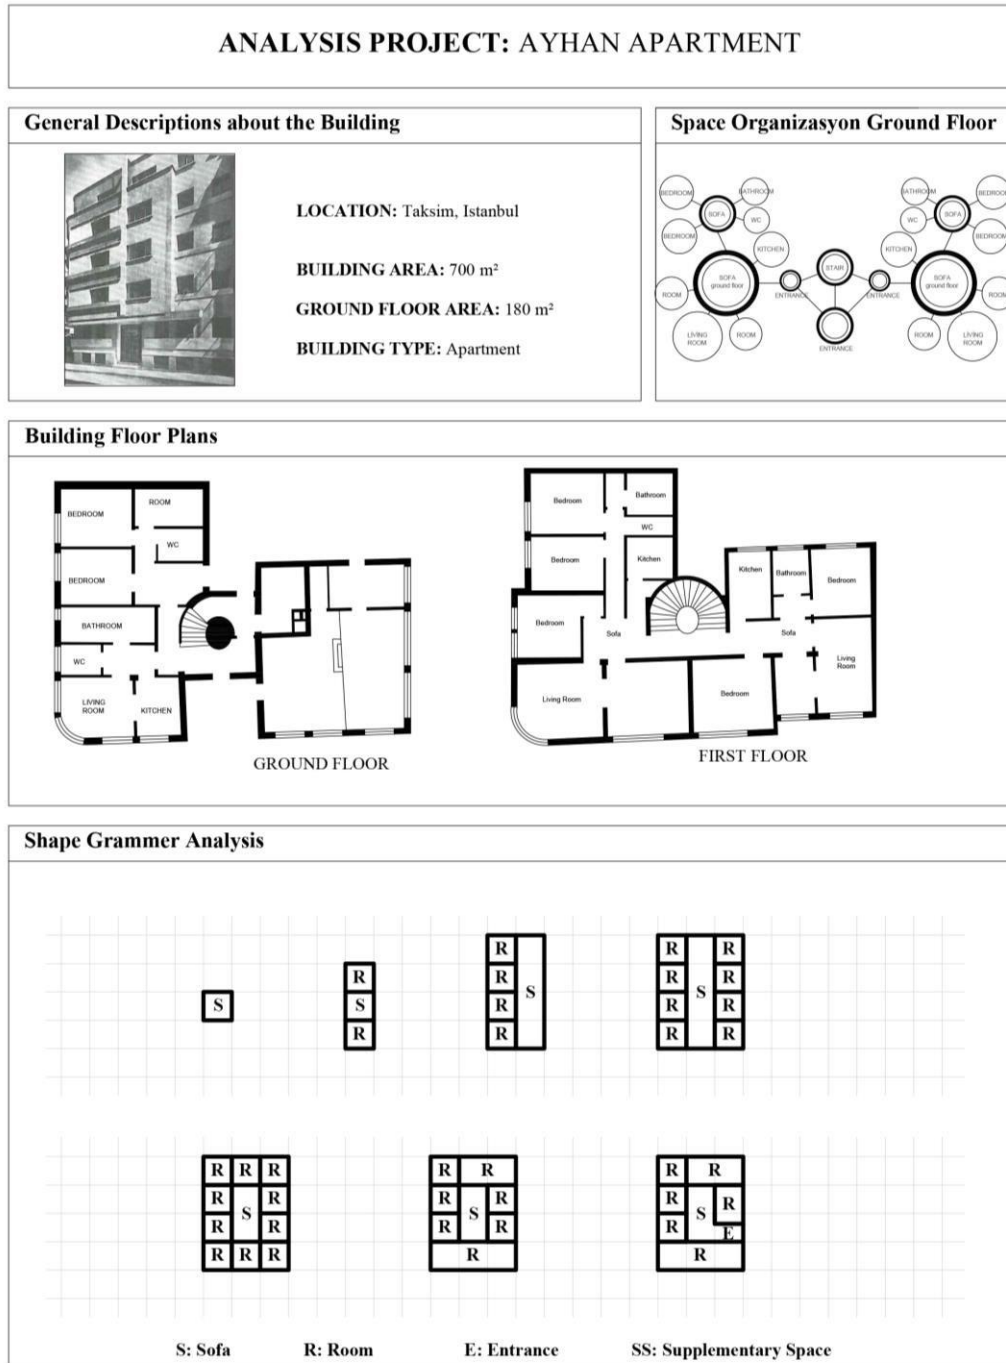 ANALYSIS PROJECT: AYHAN APARTMENT
General Descriptions about the Building
LOCATION: Taksim, Istanbul
BUILDING AREA: 700 m²
GROUND FLOOR AREA: 180 m²
BUILDING TYPE: Apartment
Space Organizasyon Ground Floor
BEDROOM
BATHROOM
SOFA
WC
BEDROOM
KITCHEN
SOFA
ground floor
ROOM
LIVING
ROOM
ROOM
STAIR
ENTRANCE
ENTRANCE
ENTRANCE
BATHROOM
BEDROOM
WC
SOFA
KITCHEN
BEDROOM
SOFA
ground floor
ROOM
ROOM
LIVING
ROOM
Building Floor Plans
BEDROOM
ROOM
WC
BEDROOM
BATHROOM
WC
LIVING
ROOM
KITCHEN
GROUND FLOOR
Bedroom
Bathroom
WC
Bedroom
Kitchen
Bedroom
Sofa
Living Room
Bedroom
Kitchen
Bathroom
Bedroom
Sofa
Living
Room
FIRST FLOOR
Shape Grammer Analysis
S
R
S
R
R
R
R
R
S
R R
R R
R R
R R
S
R R R
R R
S
R R
R R R
R R
R R
S
R R
R
R R
R R
S
R E
R
S: Sofa R: Room E: Entrance SS: Supplementary Space